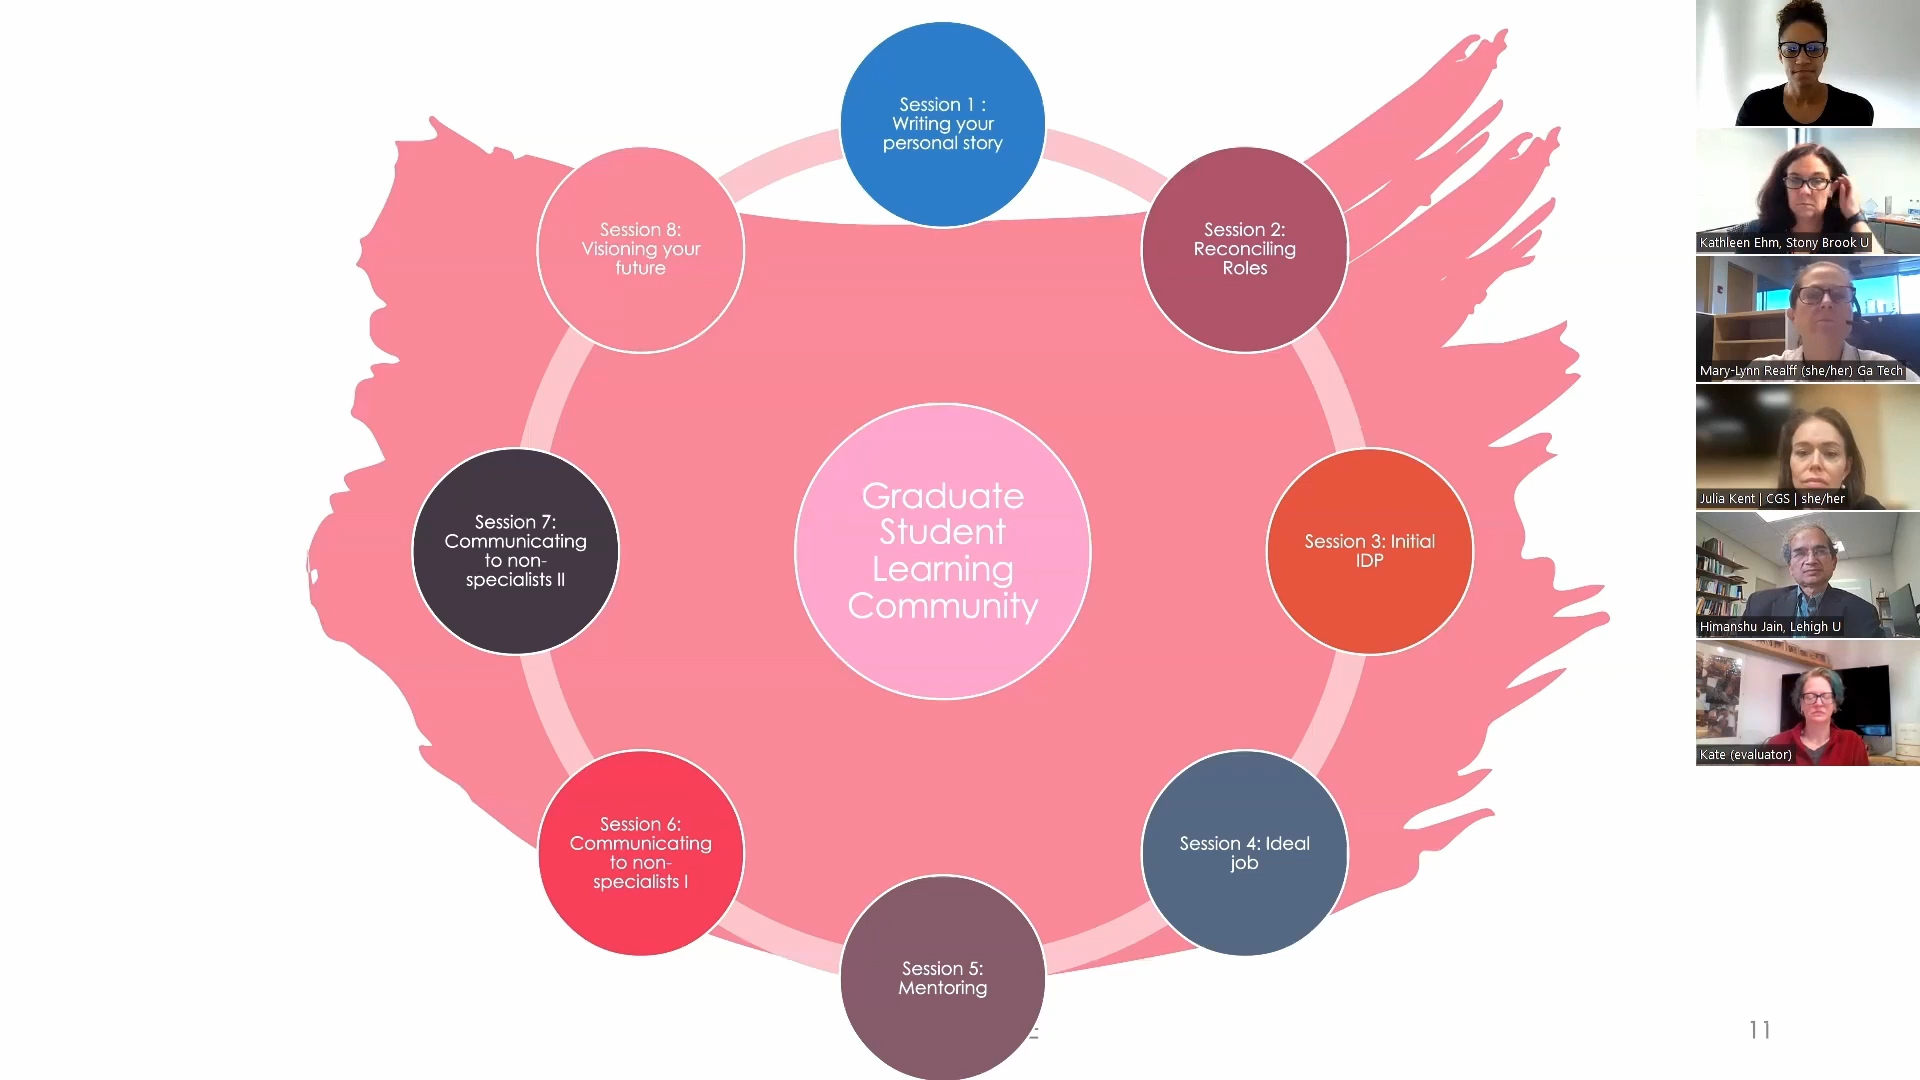 Session 1 :
Writing your
personal story
Session 2:
Reconciling
Roles
Session 3: Initial
IDP
Session 4: Ideal
job
Session 5:
Mentoring
Session 6:
Communicating
to non-
specialists I
Session 7:
Communicating
to non-
specialists II
Session 8:
Visioning your
future
Graduate
Student
Learning
Community
11
Kathleen Ehm, Stony Brook U
Mary-Lynn Realff (she/her) Ga Tech
Julia Kent | CGS | she/her
Himanshu Jain, Lehigh U
Kate (evaluator)